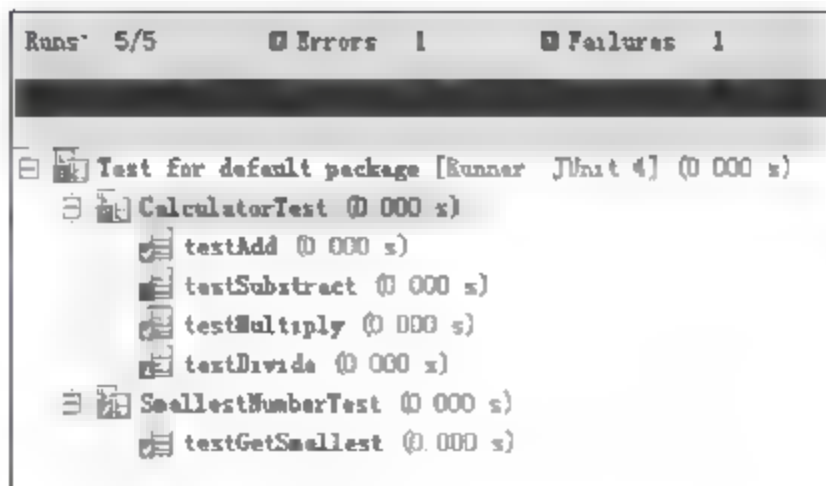 Runs: 5/5 Errors 1 Failures 1
Test for default package [Runner JUnit 4] (0 000 s)
CalculatorTest (0 000 s)
testAdd (0 000 s)
testSubstract (0 000 s)
testMultiply (0 000 s)
testDivide (0 000 s)
SmallestNumberTest (0 000 s)
testGetSmallest (0.000 s)